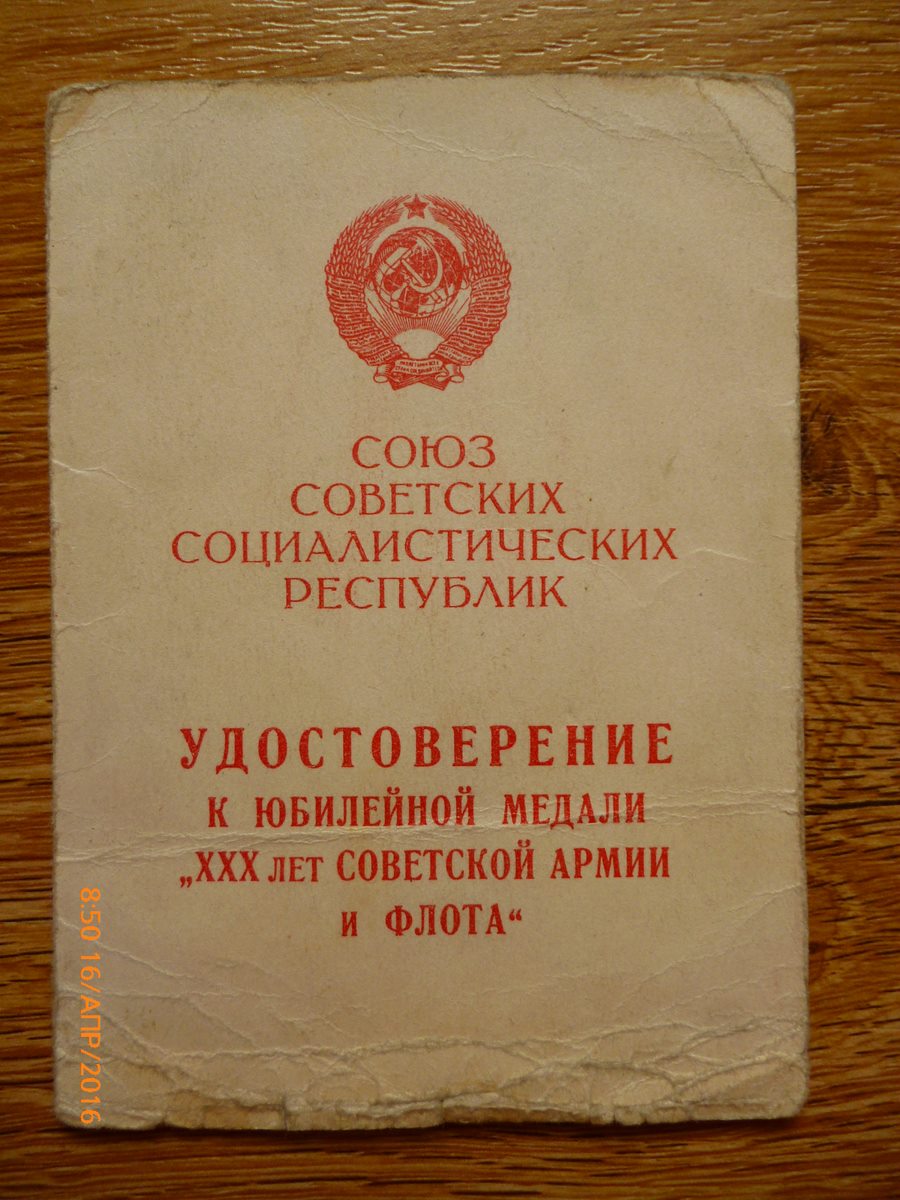 СОЮЗ
СОВЕТСКИХ
СОЦИАЛИСТИЧЕСКИХ
РЕСПУБЛИК
УДОСТОВЕРЕНИЕ
К ЮБИЛЕЙНОЙ МЕДАЛИ
„XXX ЛЕТ СОВЕТСКОЙ АРМИИ
И ФЛОТА“
8:50 16/АПР/2016